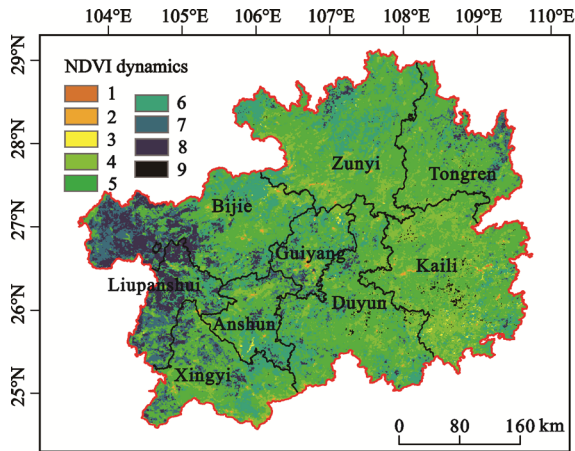 104°E 105°E 106°E 107°E 108°E 110°E
29°N
28°N
27°N
26°N
25°N
NDVI dynamics
1
2
3
4
5
6
7
8
9
Zunyi
Tongren
Bijie
Guiyang
Kaili
Liupanshui
Duyun
Anshun
Xingyi
0 80 160 km